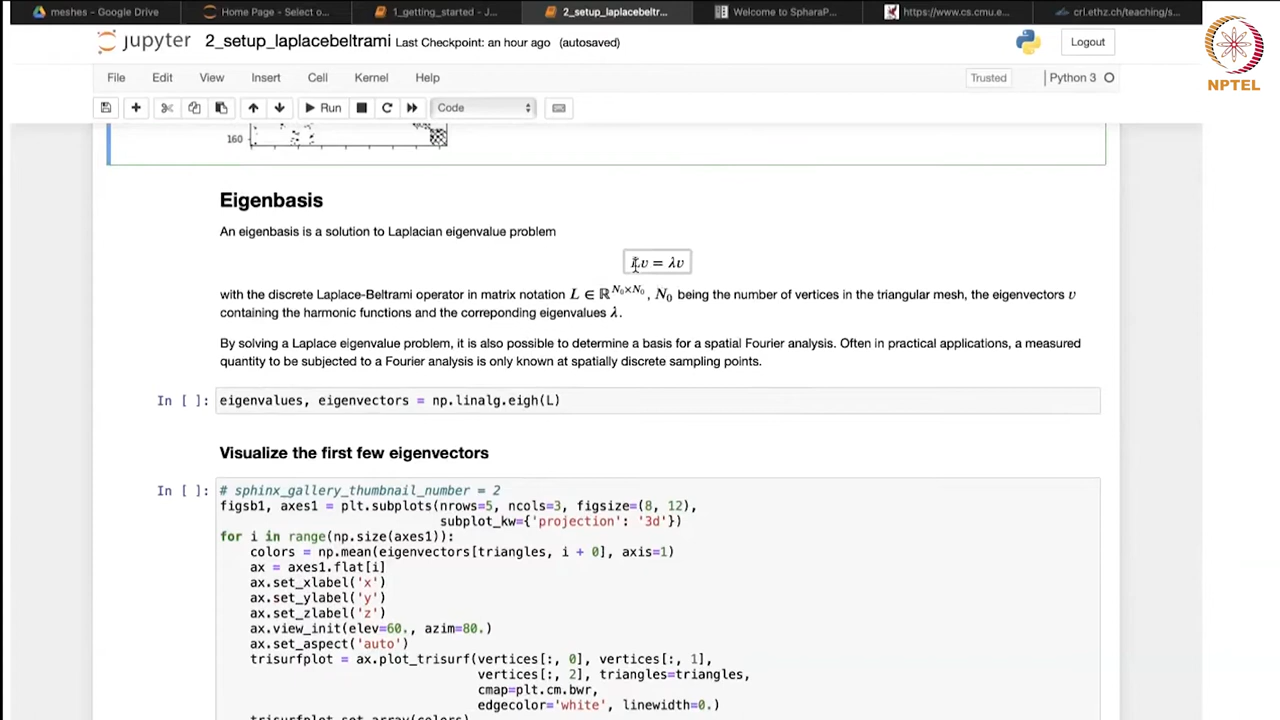 meshes - Google Drive
Home Page - Select o...
1_getting_started - J...
2_setup_laplacebeltr...
Welcome to SpharaP...
https://www.cs.cmu.e...
crl.ethz.ch/teaching/s...
jupyter 2_setup_laplacebeltrami Last Checkpoint: an hour ago (autosaved)
Logout
NPTEL
File Edit View Insert Cell Kernel Help
Trusted Python 3
Run Code
160
Eigenbasis
An eigenbasis is a solution to Laplacian eigenvalue problem
Lv = λv
with the discrete Laplace-Beltrami operator in matrix notation L ∈ ℝ^{N₀×N₀}, N₀ being the number of vertices in the triangular mesh, the eigenvectors v
containing the harmonic functions and the correponding eigenvalues λ.
By solving a Laplace eigenvalue problem, it is also possible to determine a basis for a spatial Fourier analysis. Often in practical applications, a measured
quantity to be subjected to a Fourier analysis is only known at spatially discrete sampling points.
In [ ]: eigenvalues, eigenvectors = np.linalg.eigh(L)
Visualize the first few eigenvectors
In [ ]: # sphinx_gallery_thumbnail_number = 2
figsb1, axes1 = plt.subplots(nrows=5, ncols=3, figsize=(8, 12),
subplot_kw={'projection': '3d'})
for i in range(np.size(axes1)):
colors = np.mean(eigenvectors[triangles, i + 0], axis=1)
ax = axes1.flat[i]
ax.set_xlabel('x')
ax.set_ylabel('y')
ax.set_zlabel('z')
ax.view_init(elev=60., azim=80.)
ax.set_aspect('auto')
trisurfplot = ax.plot_trisurf(vertices[:, 0], vertices[:, 1],
vertices[:, 2], triangles=triangles,
cmap=plt.cm.bwr,
edgecolor='white', linewidth=0.)
trisurfplot.set_array(colors)